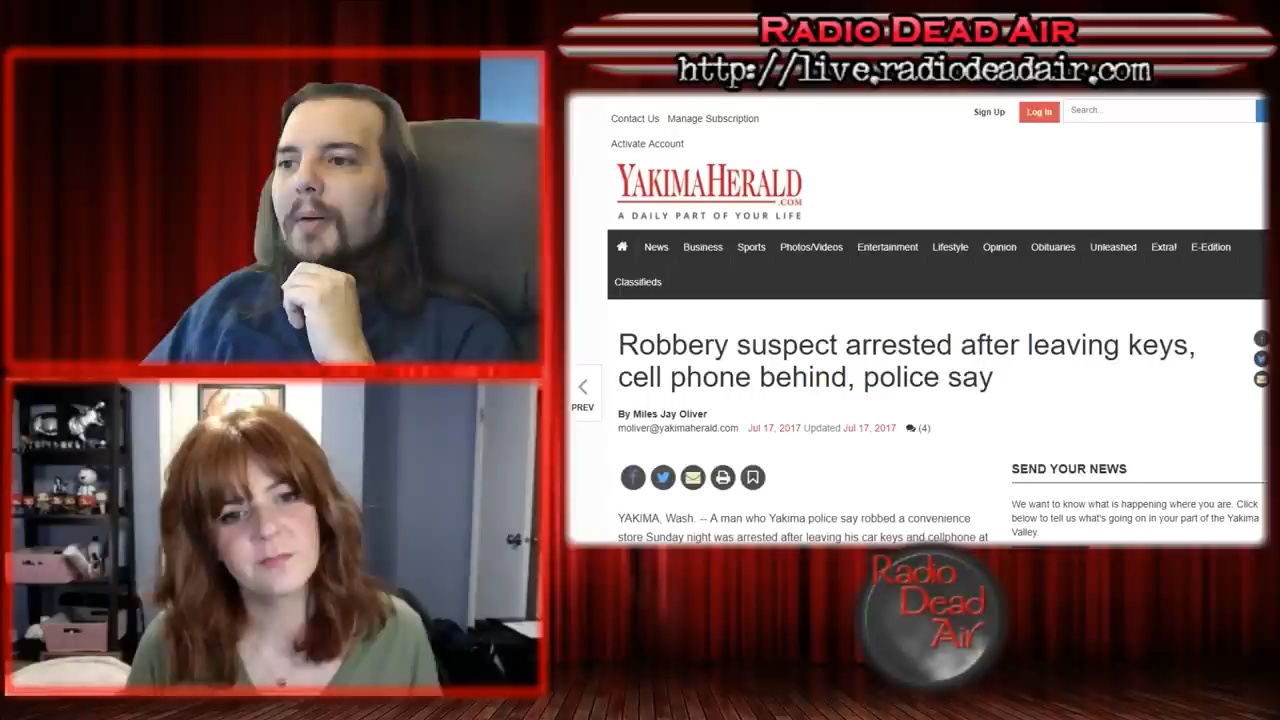 RADIO DEAD AIR
http://live.radiodeadair.com
Contact Us Manage Subscription
Sign Up Log In Search...
Activate Account
YAKIMAHERALD
.COM
A DAILY PART OF YOUR LIFE
News Business Sports Photos/Videos Entertainment Lifestyle Opinion Obituaries Unleashed Extra! E-Edition
Classifieds
Robbery suspect arrested after leaving keys,
cell phone behind, police say
PREV
By Miles Jay Oliver
moliver@yakimaherald.com Jul 17, 2017 Updated Jul 17, 2017 (4)
SEND YOUR NEWS
We want to know what is happening where you are. Click
below to tell us what's going on in your part of the Yakima
Valley.
YAKIMA, Wash. -- A man who Yakima police say robbed a convenience
store Sunday night was arrested after leaving his car keys and cellphone at
Radio
Dead
Air